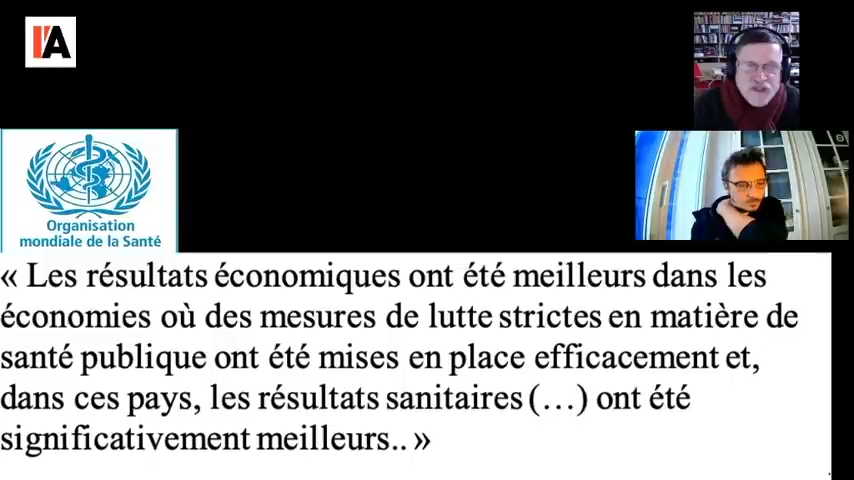 I'A
Organisation
mondiale de la Santé
« Les résultats économiques ont été meilleurs dans les
économies où des mesures de lutte strictes en matière de
santé publique ont été mises en place efficacement et,
dans ces pays, les résultats sanitaires (…) ont été
significativement meilleurs.. »